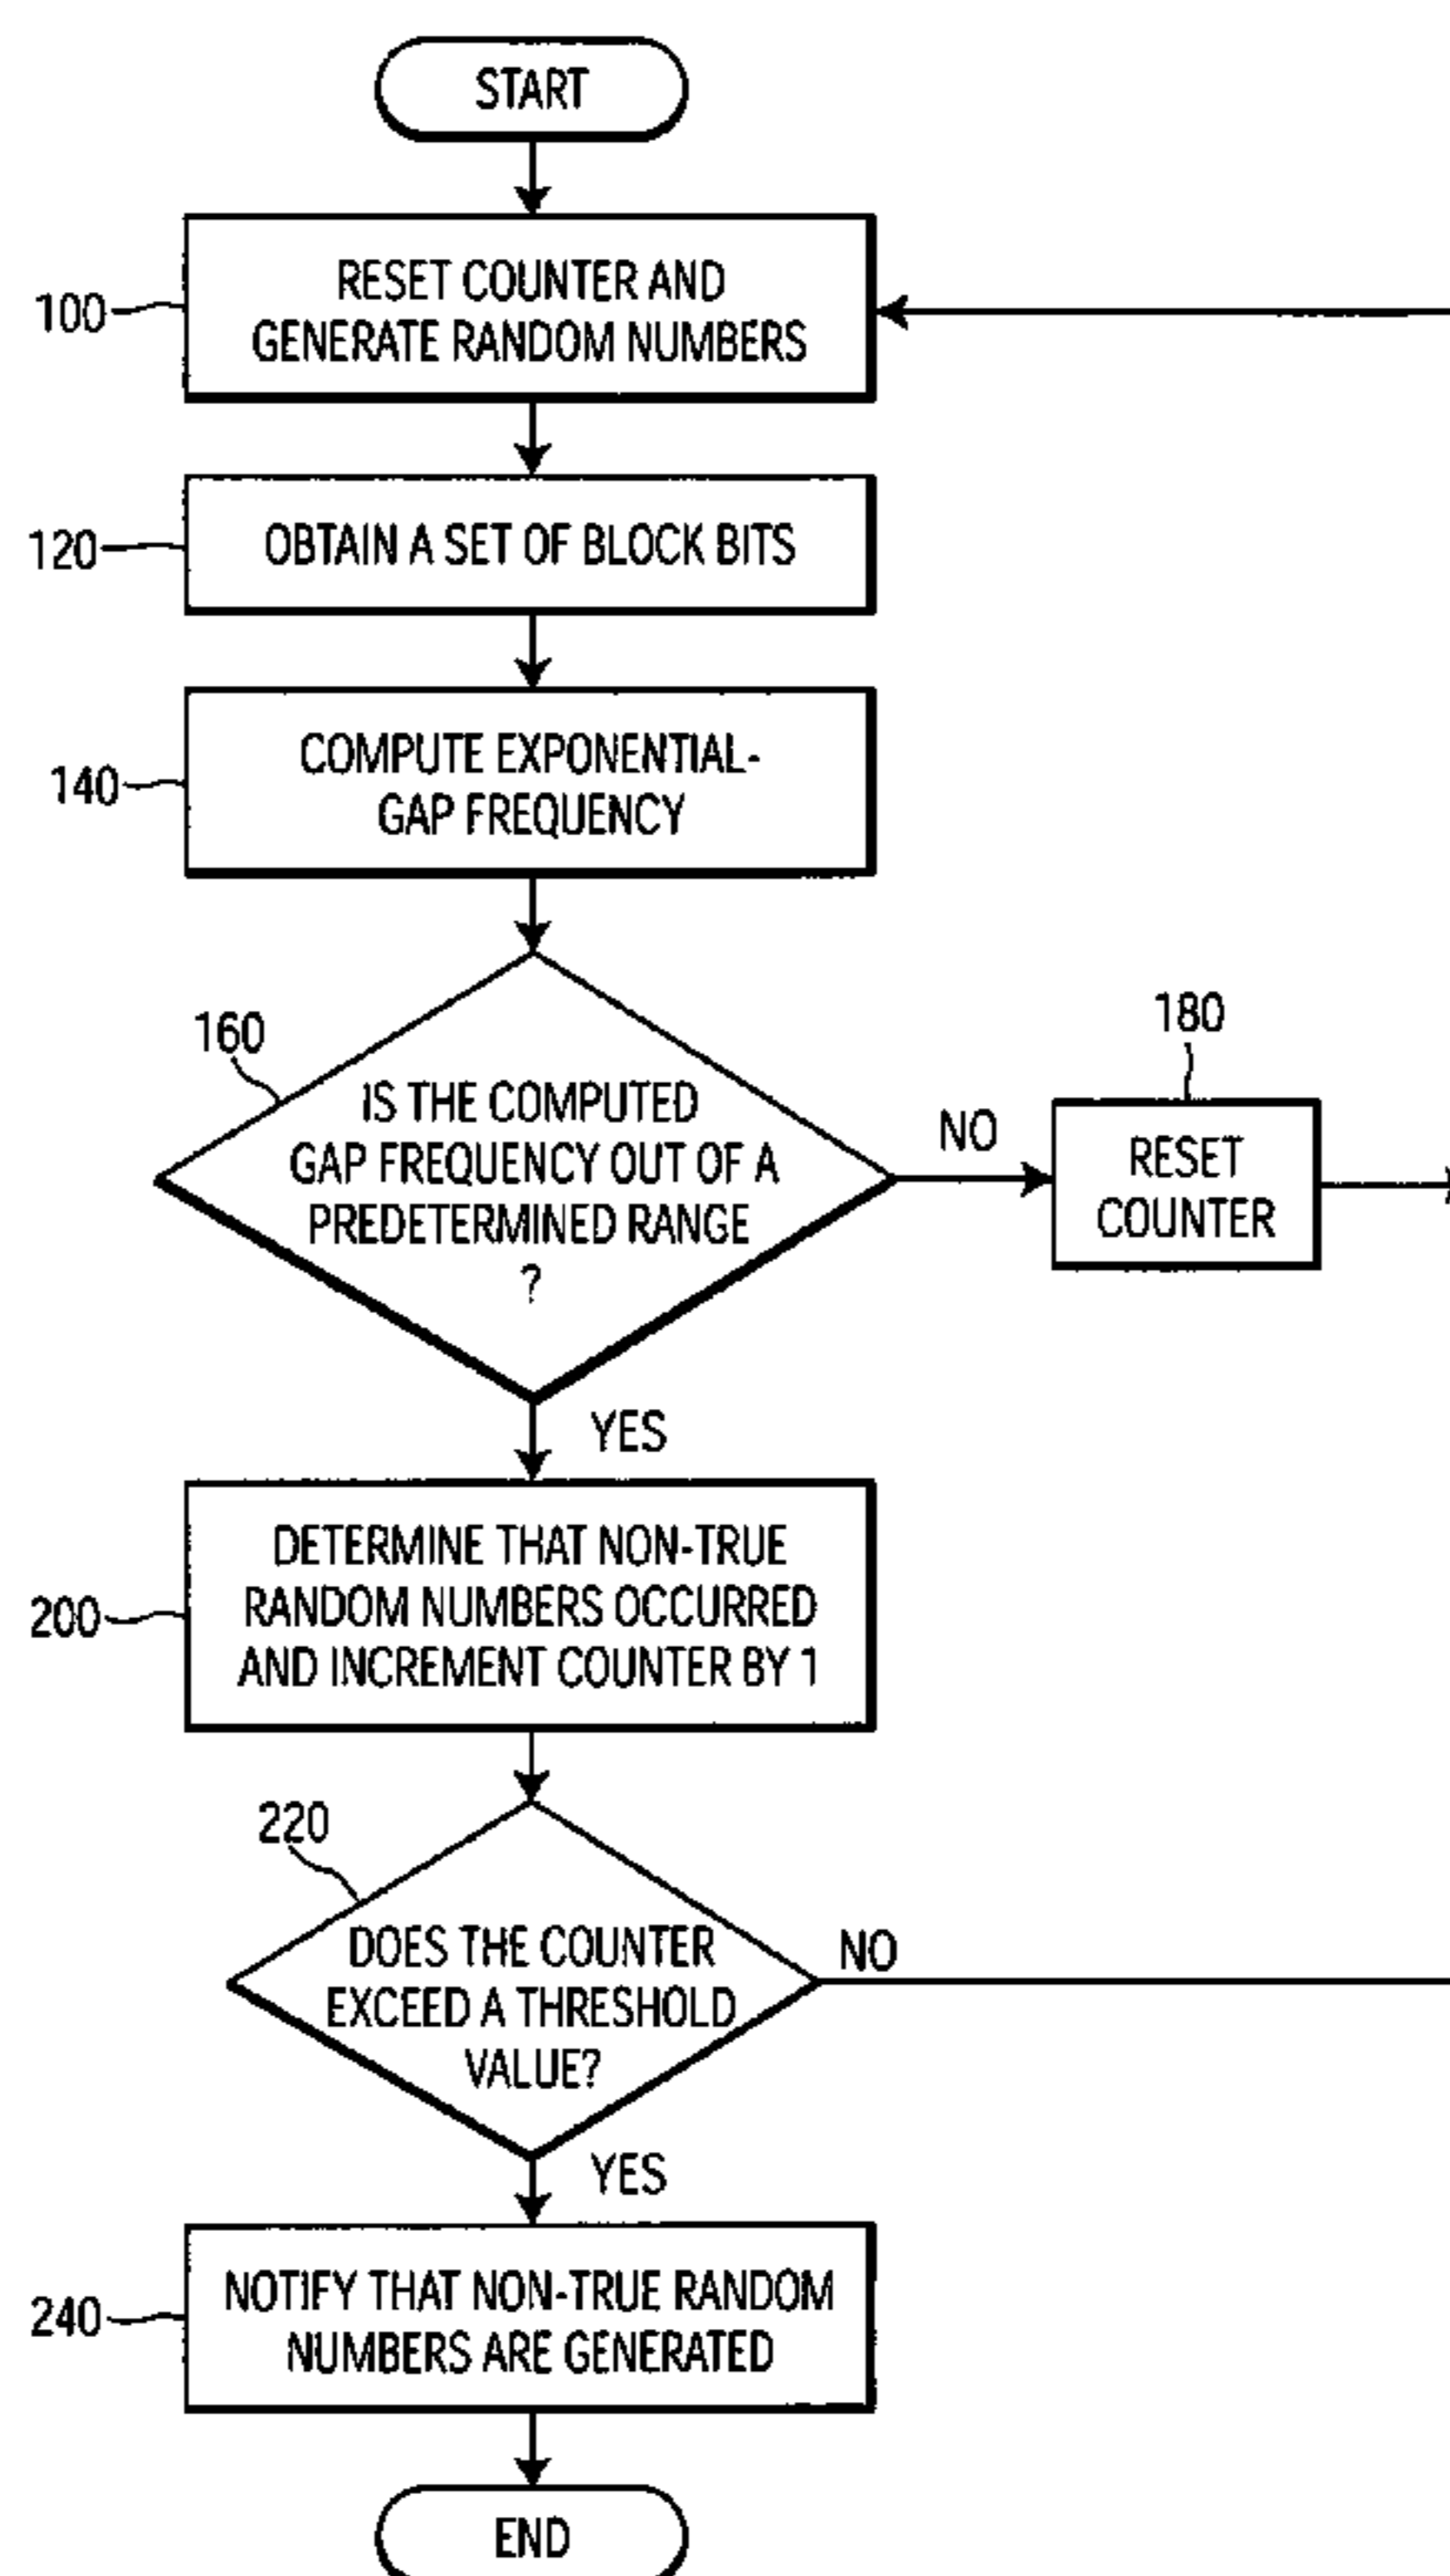 START
100
RESET COUNTER AND
GENERATE RANDOM NUMBERS
120
OBTAIN A SET OF BLOCK BITS
140
COMPUTE EXPONENTIAL-
GAP FREQUENCY
160
IS THE COMPUTED
GAP FREQUENCY OUT OF A
PREDETERMINED RANGE
?
NO
180
RESET
COUNTER
YES
200
DETERMINE THAT NON-TRUE
RANDOM NUMBERS OCCURRED
AND INCREMENT COUNTER BY 1
220
DOES THE COUNTER
EXCEED A THRESHOLD
VALUE?
NO
YES
240
NOTIFY THAT NON-TRUE RANDOM
NUMBERS ARE GENERATED
END